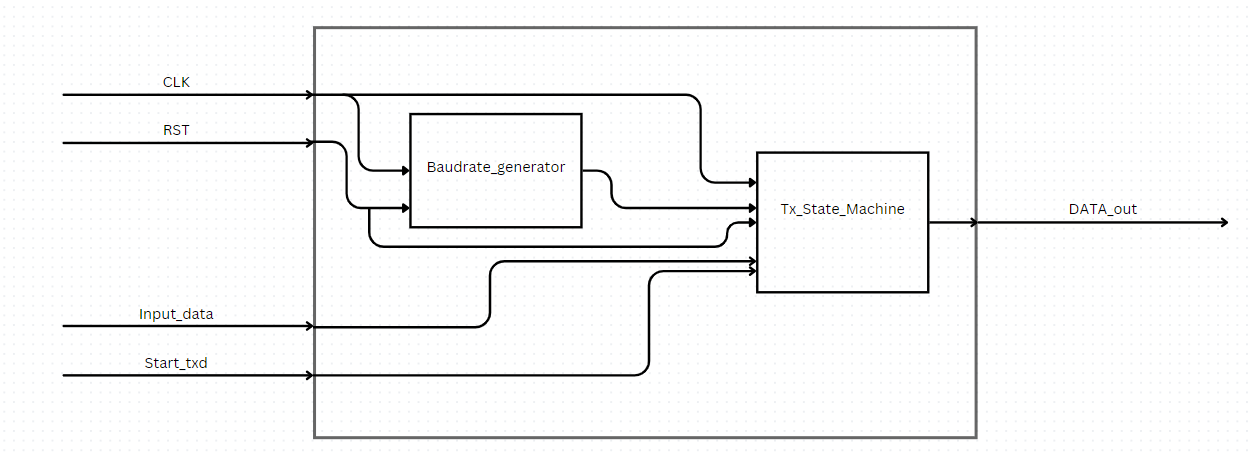 CLK
RST
Baudrate_generator
Tx_State_Machine
DATA_out
Input_data
Start_txd